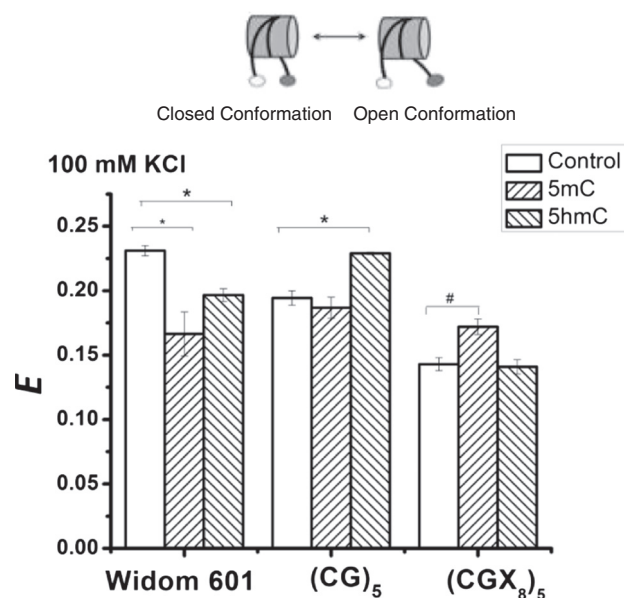 Closed Conformation Open Conformation
100 mM KCl
Control
5mC
5hmC
* * * #
0.25
0.20
0.15
0.10
0.05
0.00
E
Widom 601 (CG)₅ (CGX₈)₅